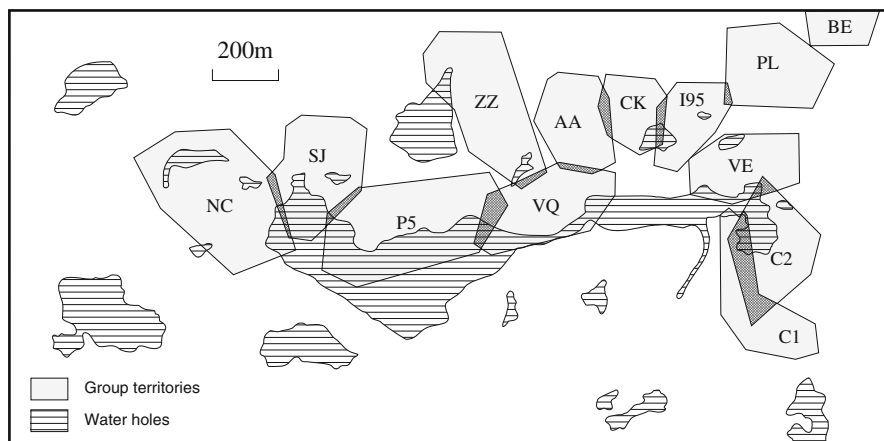 BE
200m
PL
ZZ
CK
I95
AA
SJ
VE
NC
VQ
P5
C2
C1
Group territories
Water holes